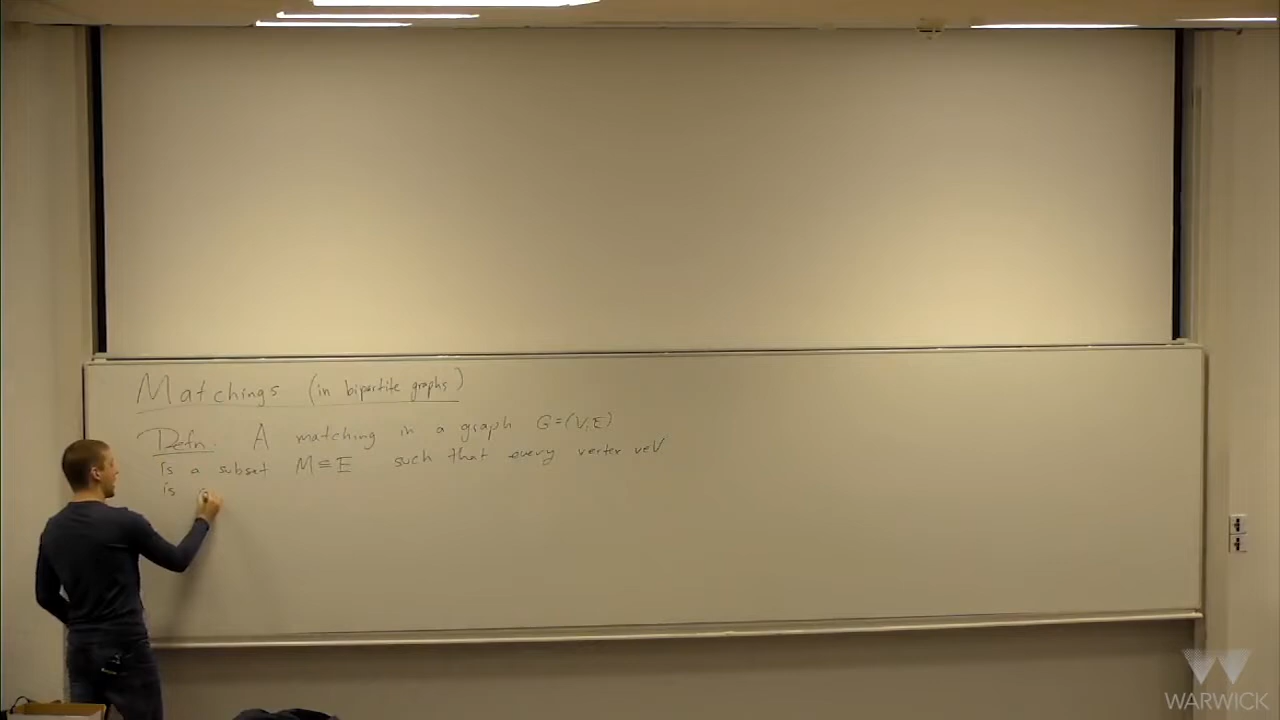 Matchings (in bipartite graphs)
Defn. A matching in a graph G=(V,E)
is a subset M⊆E such that every vertex v∈V
is
WARWICK